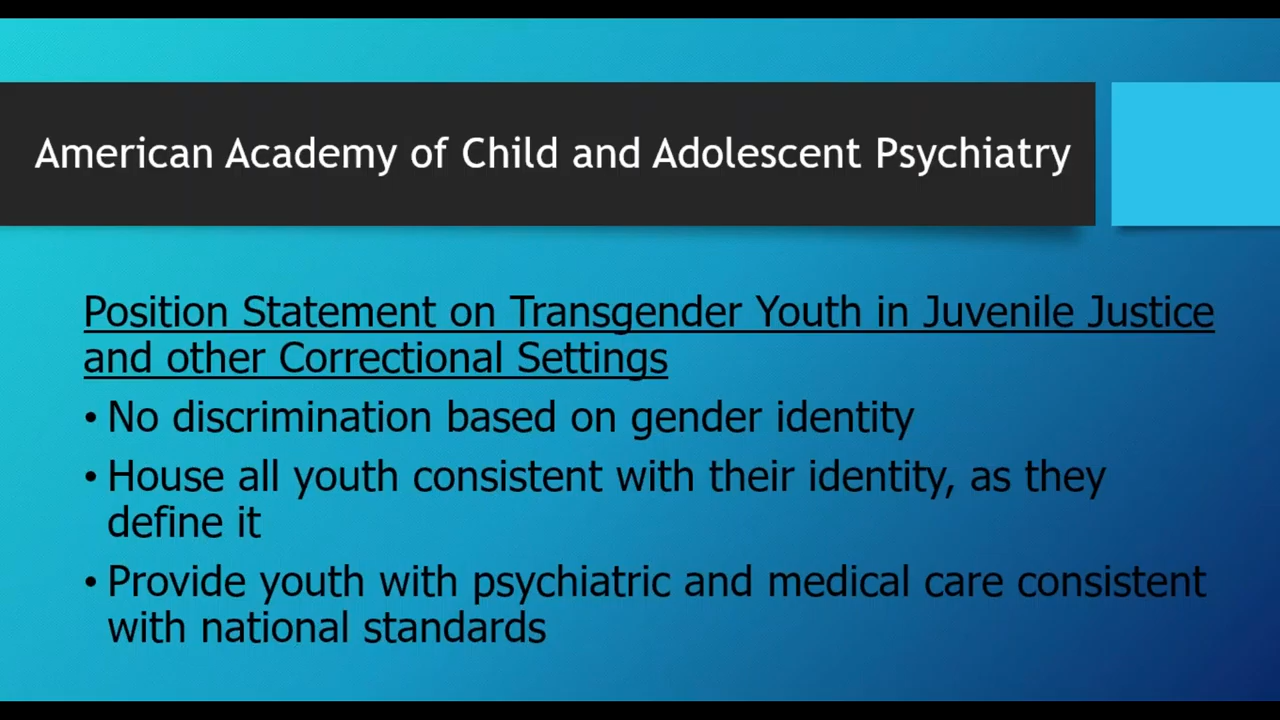 American Academy of Child and Adolescent Psychiatry
Position Statement on Transgender Youth in Juvenile Justice
and other Correctional Settings
• No discrimination based on gender identity
• House all youth consistent with their identity, as they
define it
• Provide youth with psychiatric and medical care consistent
with national standards